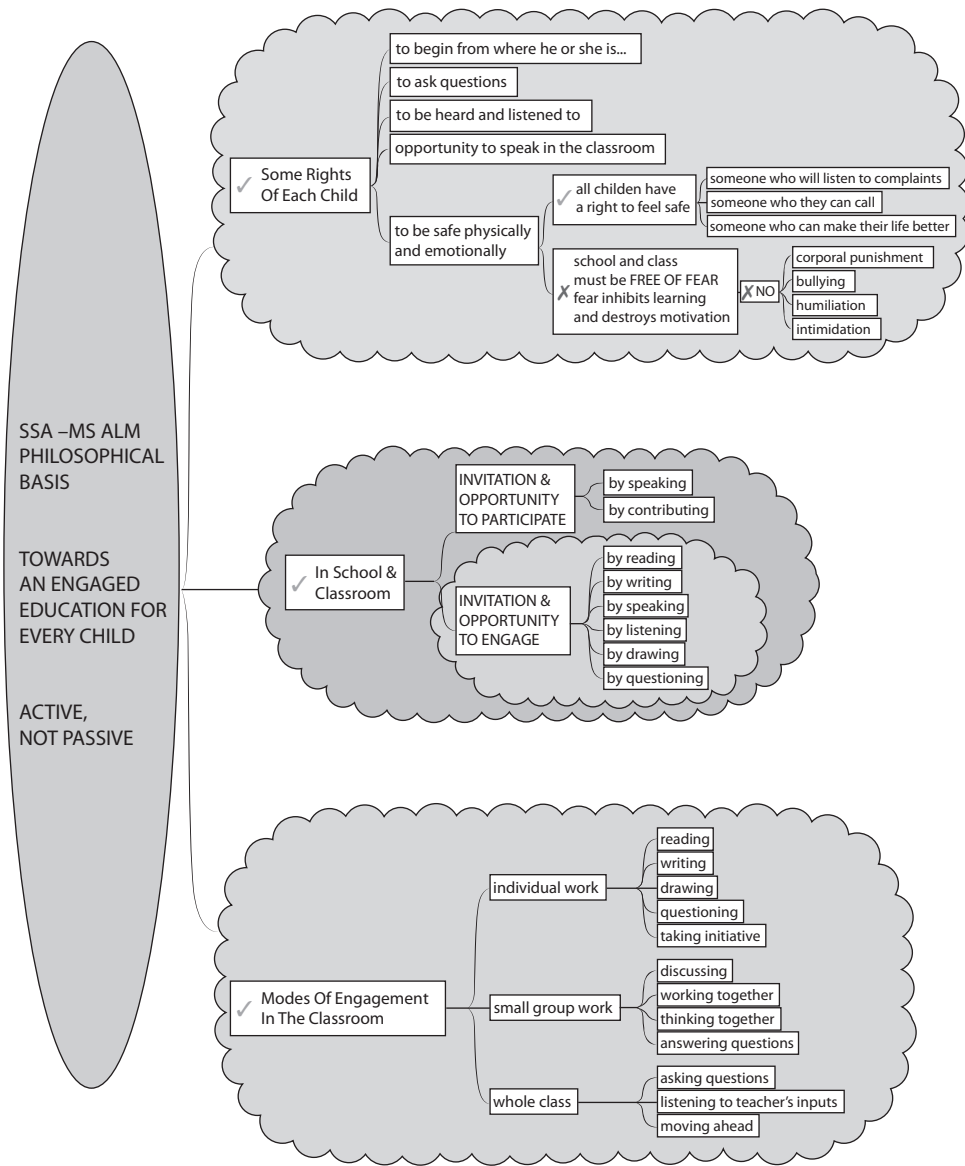 SSA –MS ALM
PHILOSOPHICAL
BASIS
TOWARDS
AN ENGAGED
EDUCATION FOR
EVERY CHILD
ACTIVE,
NOT PASSIVE
✓ Some Rights
Of Each Child
to begin from where he or she is...
to ask questions
to be heard and listened to
opportunity to speak in the classroom
to be safe physically
and emotionally
✓ all childen have
a right to feel safe
someone who will listen to complaints
someone who they can call
someone who can make their life better
school and class
must be FREE OF FEAR
✗ fear inhibits learning
and destroys motivation
✗ NO
corporal punishment
bullying
humiliation
intimidation
✓ In School &
Classroom
INVITATION &
OPPORTUNITY
TO PARTICIPATE
by speaking
by contributing
INVITATION &
OPPORTUNITY
TO ENGAGE
by reading
by writing
by speaking
by listening
by drawing
by questioning
✓ Modes Of Engagement
In The Classroom
individual work
reading
writing
drawing
questioning
taking initiative
small group work
discussing
working together
thinking together
answering questions
whole class
asking questions
listening to teacher's inputs
moving ahead